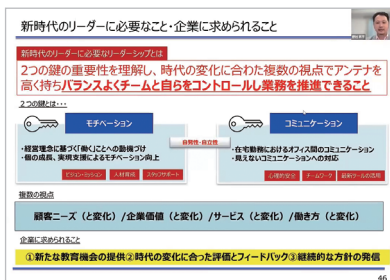 新時代のリーダーに必要なこと・企業に求められること
新時代のリーダーに必要なリーダーシップとは
2つの鍵の重要性を理解し、時代の変化に合わた複数の視点でアンテナを
高く持ちバランスよくチームと自らをコントロールし業務を推進できること
2つの鍵とは・・・
モチベーション
・経営理念に基づく「働く」ことへの動機づけ
・個の成長、実現支援によるモチベーション向上
ビジョン・ミッション
人材育成
スタッフサポート
自発性・自立性
コミュニケーション
・在宅勤務におけるオフィス間のコミュニケーション
・見えないコミュニケーションへの対応
心理的安全
チームワーク
最新ツールの活用
複数の視点
顧客ニーズ（と変化）/企業価値（と変化）/サービス（と変化）/働き方（と変化）
企業に求められること
①新たな教育機会の提供②時代の変化に合った評価とフィードバック③継続的な方針の発信
46